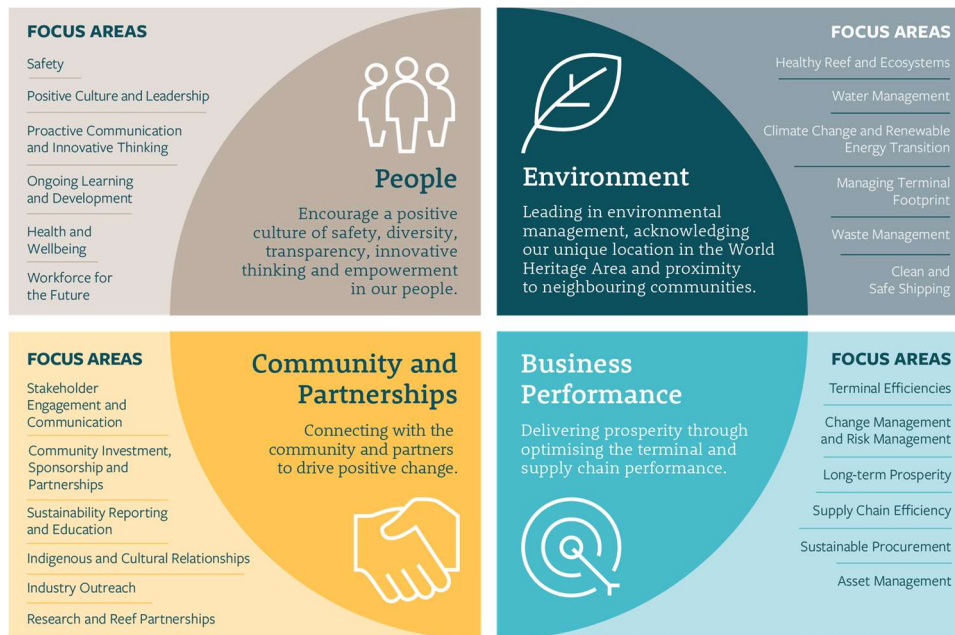 FOCUS AREAS
Safety
Positive Culture and Leadership
Proactive Communication
and Innovative Thinking
Ongoing Learning
and Development
Health and
Wellbeing
Workforce for
the Future
People
Encourage a positive
culture of safety, diversity,
transparency, innovative
thinking and empowerment
in our people.
Environment
Leading in environmental
management, acknowledging
our unique location in the World
Heritage Area and proximity
to neighbouring communities.
FOCUS AREAS
Healthy Reef and Ecosystems
Water Management
Climate Change and Renewable
Energy Transition
Managing Terminal
Footprint
Waste Management
Clean and
Safe Shipping
FOCUS AREAS
Stakeholder
Engagement and
Communication
Community Investment,
Sponsorship and
Partnerships
Sustainability Reporting
and Education
Indigenous and Cultural Relationships
Industry Outreach
Research and Reef Partnerships
Community and
Partnerships
Connecting with the
community and partners
to drive positive change.
Business
Performance
Delivering prosperity through
optimising the terminal and
supply chain performance.
FOCUS AREAS
Terminal Efficiencies
Change Management
and Risk Management
Long-term Prosperity
Supply Chain Efficiency
Sustainable Procurement
Asset Management